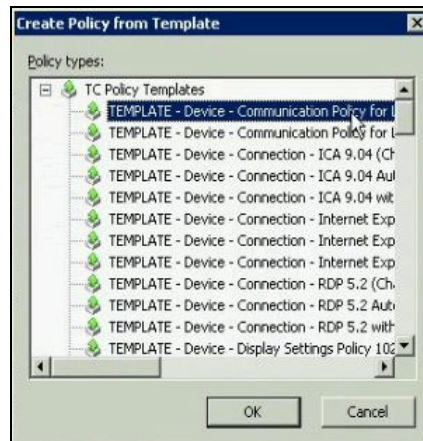 Create Policy from Template
Policy types:
TC Policy Templates
TEMPLATE - Device - Communication Policy for L
TEMPLATE - Device - Communication Policy for L
TEMPLATE - Device - Connection - ICA 9.04 (Ch
TEMPLATE - Device - Connection - ICA 9.04 Aut
TEMPLATE - Device - Connection - ICA 9.04 wit
TEMPLATE - Device - Connection - Internet Exp
TEMPLATE - Device - Connection - Internet Exp
TEMPLATE - Device - Connection - Internet Exp
TEMPLATE - Device - Connection - RDP 5.2 (Ch
TEMPLATE - Device - Connection - RDP 5.2 Auto
TEMPLATE - Device - Connection - RDP 5.2 with
TEMPLATE - Device - Display Settings Policy 102
OK
Cancel